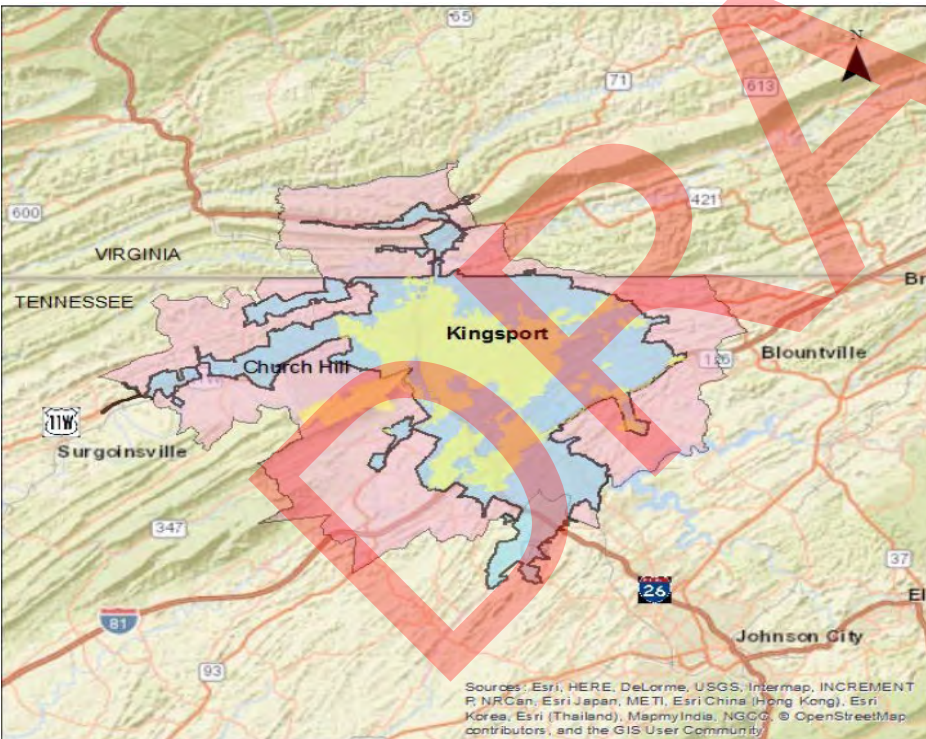 65
N
71
613
600
421
VIRGINIA
TENNESSEE
Br
Kingsport
Blountville
126
Church Hill
11W
Surgoinsville
347
37
26
El
81
Johnson City
93
Sources: Esri, HERE, DeLorme, USGS, Intermap, INCREMENT
P, NRCan, Esri Japan, METI, Esri China (Hong Kong), Esri
Korea, Esri (Thailand), MapmyIndia, NGCC, © OpenStreetMap
contributors, and the GIS User Community
DRA